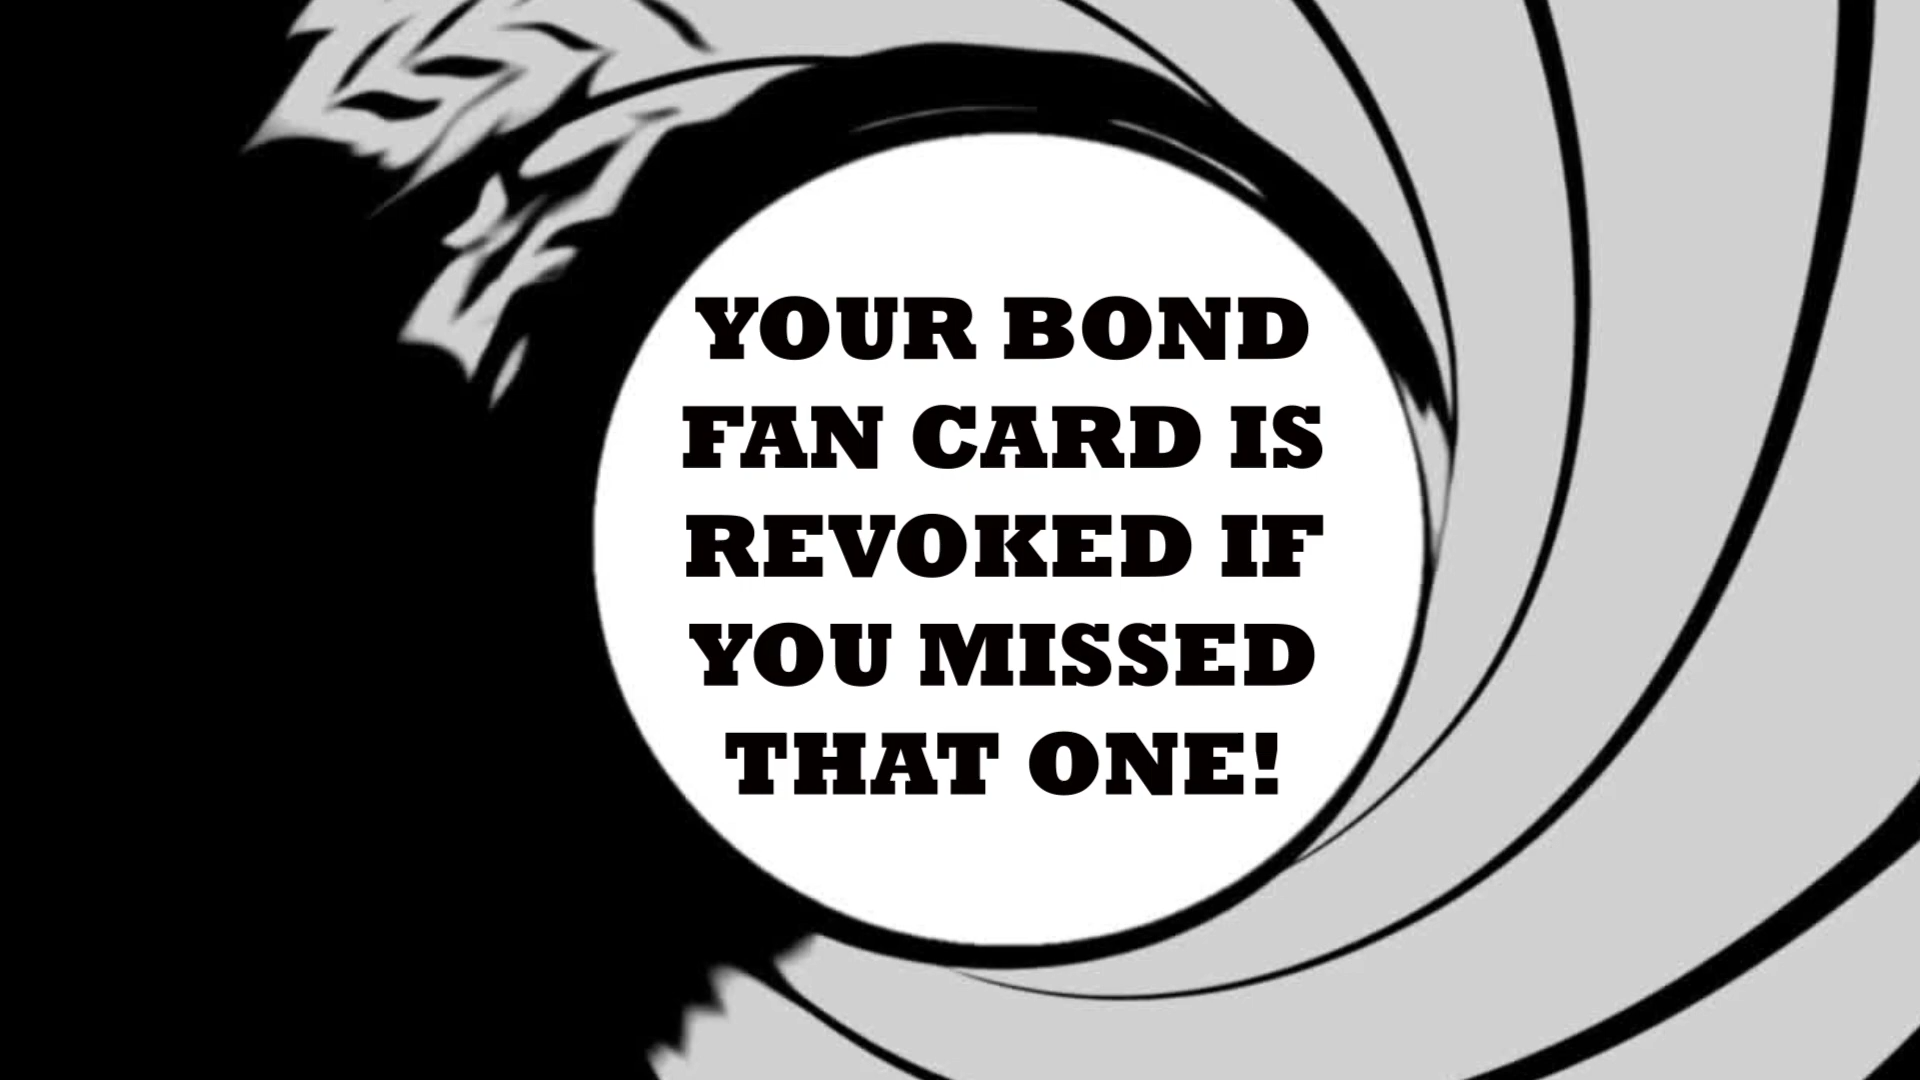 YOUR BOND
FAN CARD IS
REVOKED IF
YOU MISSED
THAT ONE!